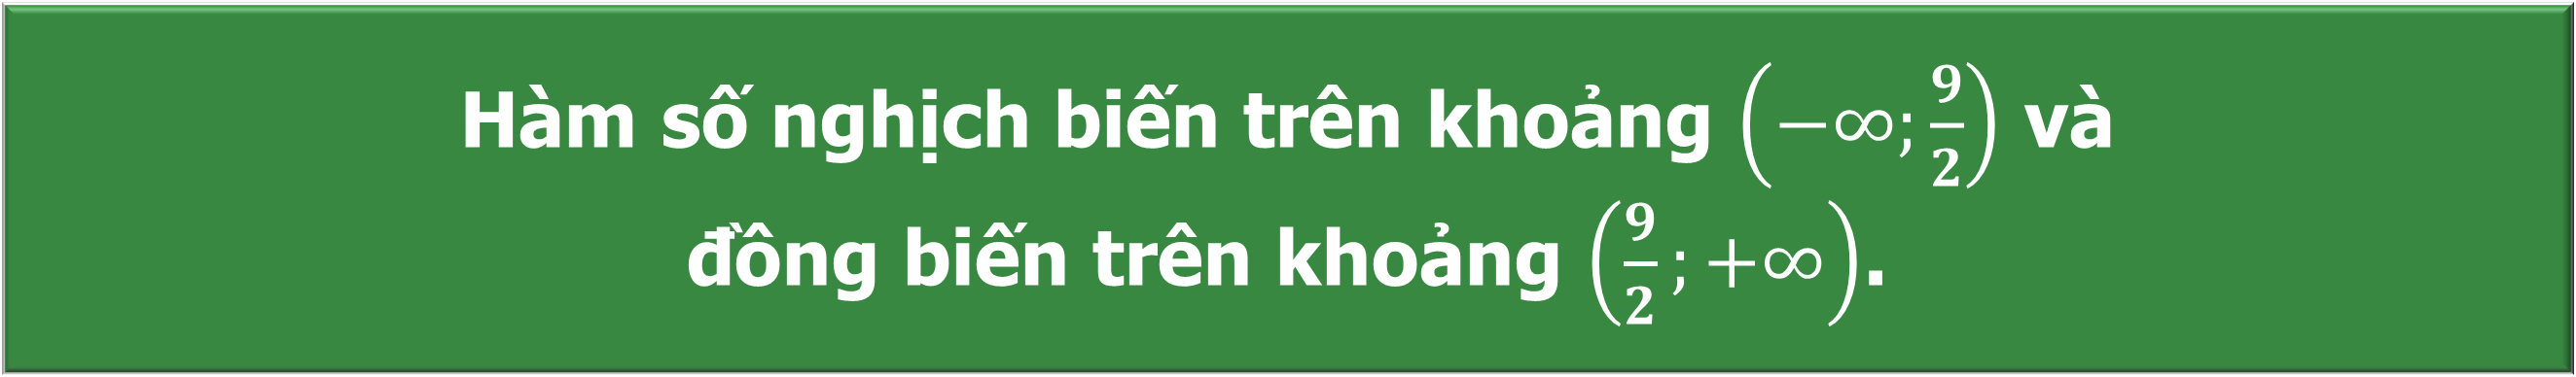 Hàm số nghịch biến trên khoảng (−∞; 9/2) và
đồng biến trên khoảng (9/2; +∞).